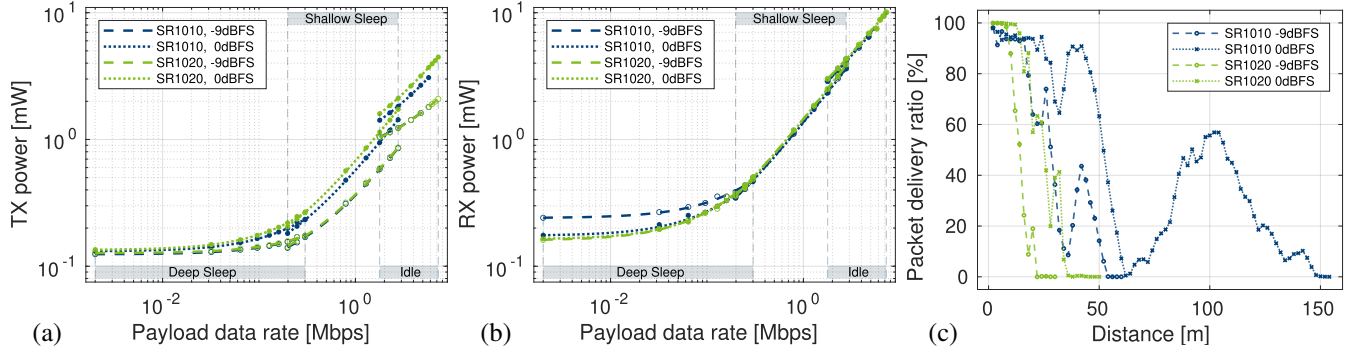 Shallow Sleep
SR1010, -9dBFS
SR1010, 0dBFS
SR1020, -9dBFS
SR1020, 0dBFS
TX power [mW]
10^1
10^0
10^-1
Deep Sleep
Idle
10^-2
10^-1
10^0
(a)
Payload data rate [Mbps]
Shallow Sleep
SR1010, -9dBFS
SR1010, 0dBFS
SR1020, -9dBFS
SR1020, 0dBFS
RX power [mW]
10^1
10^0
10^-1
Deep Sleep
Idle
10^-2
10^-1
10^0
(b)
Payload data rate [Mbps]
SR1010 -9dBFS
SR1010 0dBFS
SR1020 -9dBFS
SR1020 0dBFS
Packet delivery ratio [%]
100
80
60
40
20
0
0
50
100
150
(c)
Distance [m]